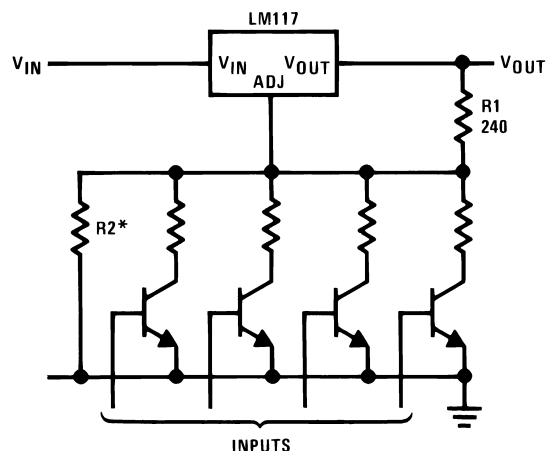 LM117
V_IN
V_IN V_OUT
ADJ
V_OUT
R1
240
R2*
INPUTS